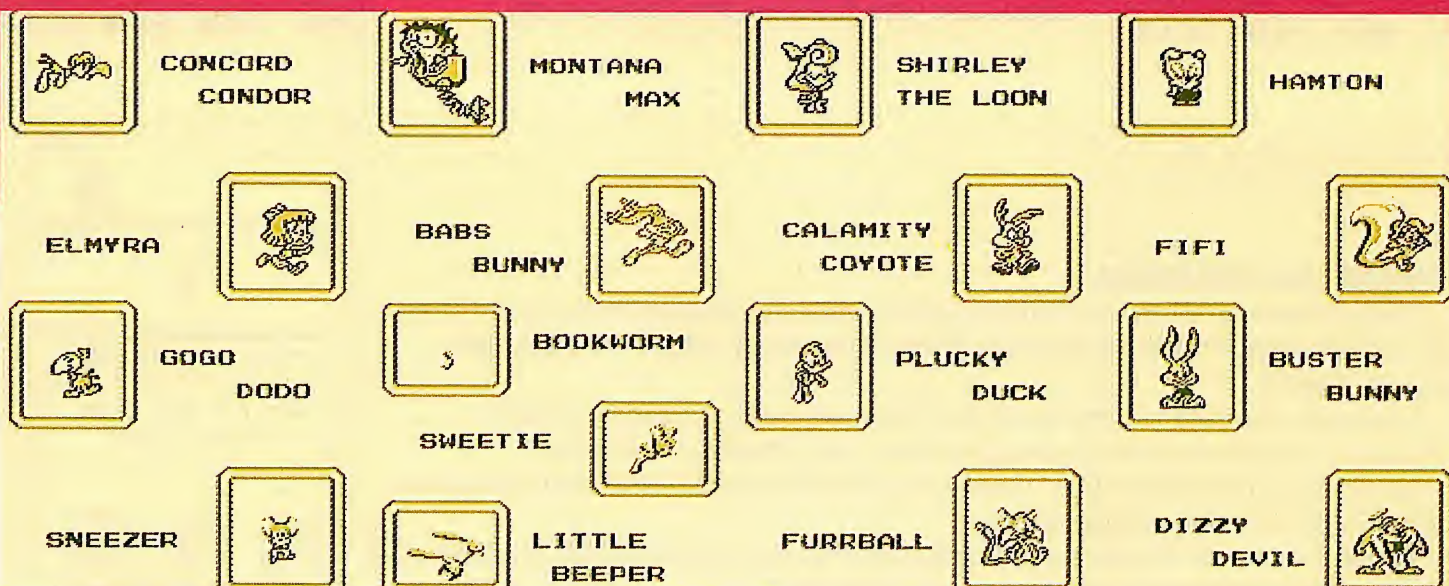 CONCORD
CONDOR
MONTANA
MAX
SHIRLEY
THE LOON
HAMTON
ELMYRA
BABS
BUNNY
CALAMITY
COYOTE
FIFI
GOGO
DODO
BOOKWORM
PLUCKY
DUCK
BUSTER
BUNNY
SWEETIE
SNEEZER
LITTLE
BEEPER
FURRBALL
DIZZY
DEVIL